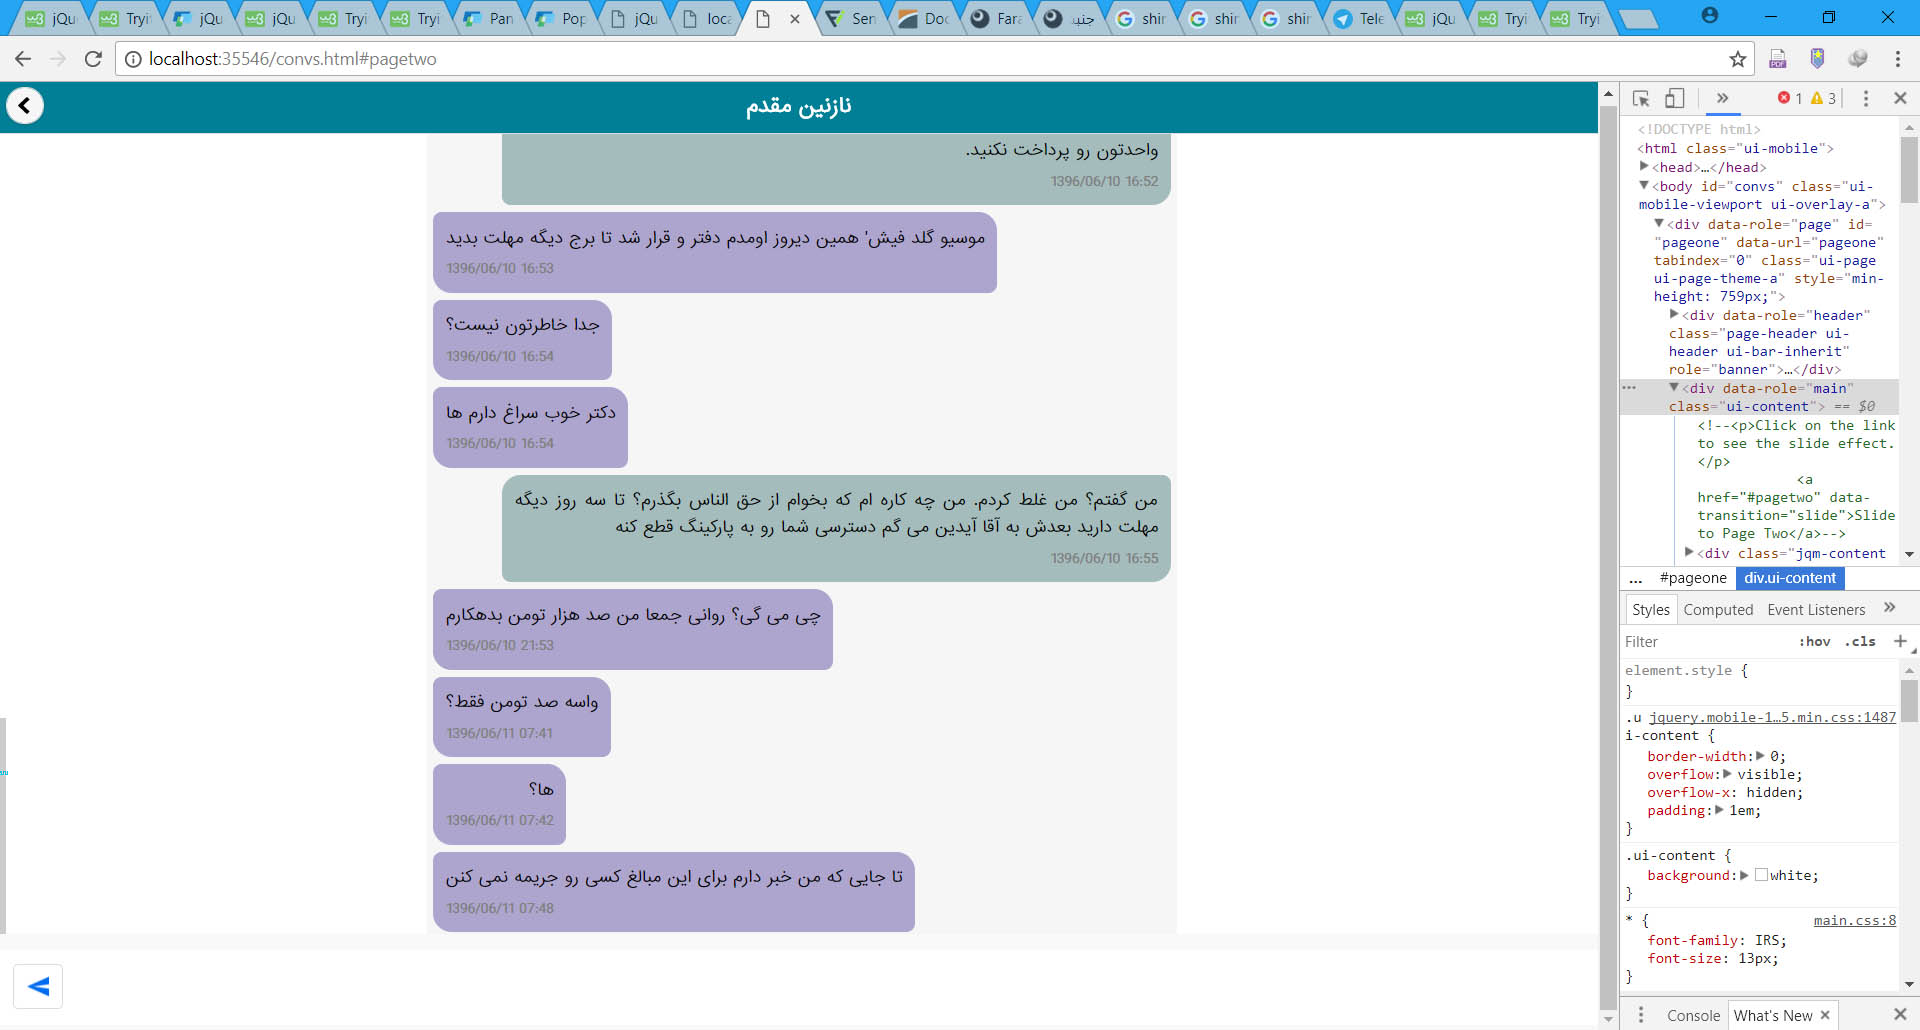 jQu
Tryi
jQu
jQu
Tryi
Tryi
Pan
Pop
jQu
loca
Sen
Doc
Fara
جنبـ
shir
shir
shir
Tele
jQu
Tryi
Tryi
localhost:35546/convs.html#pagetwo
نازنین مقدم
واحدتون رو پرداخت نکنید.
1396/06/10 16:52
موسیو گلد فیش' همین دیروز اومدم دفتر و قرار شد تا برج دیگه مهلت بدید
1396/06/10 16:53
جدا خاطرتون نیست؟
1396/06/10 16:54
دکتر خوب سراغ دارم ها
1396/06/10 16:54
من گفتم؟ من غلط کردم. من چه کاره ام که بخوام از حق الناس بگذرم؟ تا سه روز دیگه
مهلت دارید بعدش به آقا آیدین می گم دسترسی شما رو به پارکینگ قطع کنه
1396/06/10 16:55
چی می گی؟ روانی جمعا من صد هزار تومن بدهکارم
1396/06/10 21:53
واسه صد تومن فقط؟
1396/06/11 07:41
ها؟
1396/06/11 07:42
تا جایی که من خبر دارم برای این مبالغ کسی رو جریمه نمی کنن
1396/06/11 07:48
1 3
<!DOCTYPE html>
<html class="ui-mobile">
<head>…</head>
<body id="convs" class="ui-
mobile-viewport ui-overlay-a">
<div data-role="page" id=
"pageone" data-url="pageone"
tabindex="0" class="ui-page
ui-page-theme-a" style="min-
height: 759px;">
<div data-role="header"
class="page-header ui-
header ui-bar-inherit"
role="banner">…</div>
<div data-role="main"
class="ui-content"> == $0
<!--<p>Click on the link
to see the slide effect.
</p>
<a
href="#pagetwo" data-
transition="slide">Slide
to Page Two</a>-->
<div class="jqm-content
... #pageone div.ui-content
Styles Computed Event Listeners
Filter :hov .cls +
element.style {
}
.u jquery.mobile-1…5.min.css:1487
i-content {
border-width: 0;
overflow: visible;
overflow-x: hidden;
padding: 1em;
}
.ui-content {
background: white;
}
* { main.css:8
font-family: IRS;
font-size: 13px;
}
Console What's New